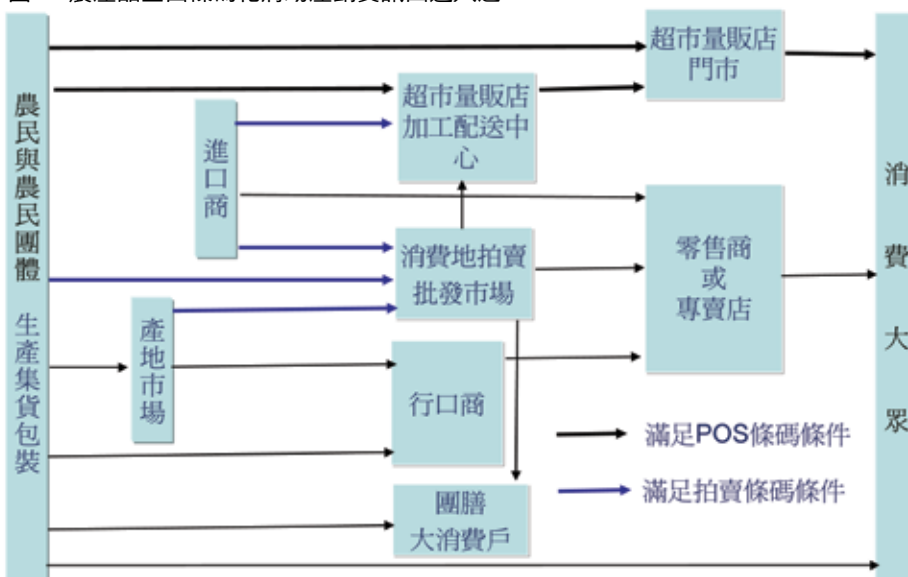 農民與農民團體 生產集貨包裝
進口商
產地市場
超市量販店
加工配送中
心
消費地拍賣
批發市場
行口商
團膳
大消費戶
超市量販店
門市
零售商
或
專賣店
滿足POS條碼條件
滿足拍賣條碼條件
消費大眾